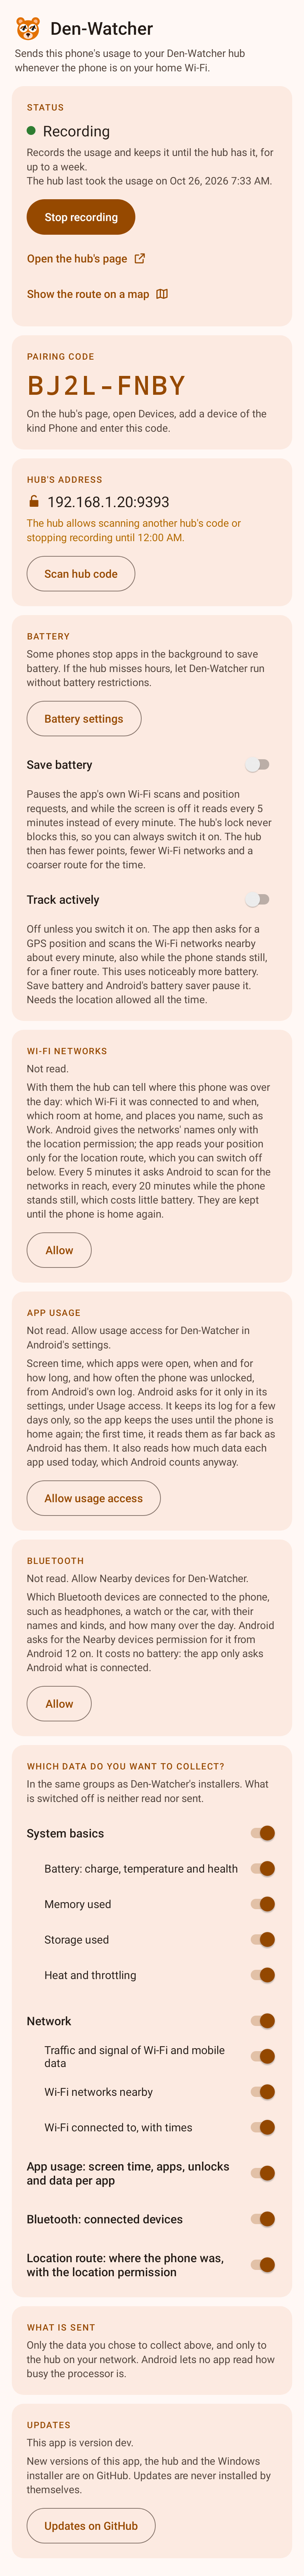 Den-Watcher
Sends this phone's usage to your Den-Watcher hub
whenever the phone is on your home Wi-Fi.
STATUS
Recording
Records the usage and keeps it until the hub has it, for
up to a week.
The hub last took the usage on Oct 26, 2026 7:33 AM.
Stop recording
Open the hub's page
Show the route on a map
PAIRING CODE
BJ2L-FNBY
On the hub's page, open Devices, add a device of the
kind Phone and enter this code.
HUB'S ADDRESS
192.168.1.20:9393
The hub allows scanning another hub's code or
stopping recording until 12:00 AM.
Scan hub code
BATTERY
Some phones stop apps in the background to save
battery. If the hub misses hours, let Den-Watcher run
without battery restrictions.
Battery settings
Save battery
Pauses the app's own Wi-Fi scans and position
requests, and while the screen is off it reads every 5
minutes instead of every minute. The hub's lock never
blocks this, so you can always switch it on. The hub
then has fewer points, fewer Wi-Fi networks and a
coarser route for the time.
Track actively
Off unless you switch it on. The app then asks for a
GPS position and scans the Wi-Fi networks nearby
about every minute, also while the phone stands still,
for a finer route. This uses noticeably more battery.
Save battery and Android's battery saver pause it.
Needs the location allowed all the time.
WI-FI NETWORKS
Not read.
With them the hub can tell where this phone was over
the day: which Wi-Fi it was connected to and when,
which room at home, and places you name, such as
Work. Android gives the networks' names only with
the location permission; the app reads your position
only for the location route, which you can switch off
below. Every 5 minutes it asks Android to scan for the
networks in reach, every 20 minutes while the phone
stands still, which costs little battery. They are kept
until the phone is home again.
Allow
APP USAGE
Not read. Allow usage access for Den-Watcher in
Android's settings.
Screen time, which apps were open, when and for
how long, and how often the phone was unlocked,
from Android's own log. Android asks for it only in its
settings, under Usage access. It keeps its log for a few
days only, so the app keeps the uses until the phone is
home again; the first time, it reads them as far back as
Android has them. It also reads how much data each
app used today, which Android counts anyway.
Allow usage access
BLUETOOTH
Not read. Allow Nearby devices for Den-Watcher.
Which Bluetooth devices are connected to the phone,
such as headphones, a watch or the car, with their
names and kinds, and how many over the day. Android
asks for the Nearby devices permission for it from
Android 12 on. It costs no battery: the app only asks
Android what is connected.
Allow
WHICH DATA DO YOU WANT TO COLLECT?
In the same groups as Den-Watcher's installers. What
is switched off is neither read nor sent.
System basics
Battery: charge, temperature and health
Memory used
Storage used
Heat and throttling
Network
Traffic and signal of Wi-Fi and mobile
data
Wi-Fi networks nearby
Wi-Fi connected to, with times
App usage: screen time, apps, unlocks
and data per app
Bluetooth: connected devices
Location route: where the phone was,
with the location permission
WHAT IS SENT
Only the data you chose to collect above, and only to
the hub on your network. Android lets no app read how
busy the processor is.
UPDATES
This app is version dev.
New versions of this app, the hub and the Windows
installer are on GitHub. Updates are never installed by
themselves.
Updates on GitHub